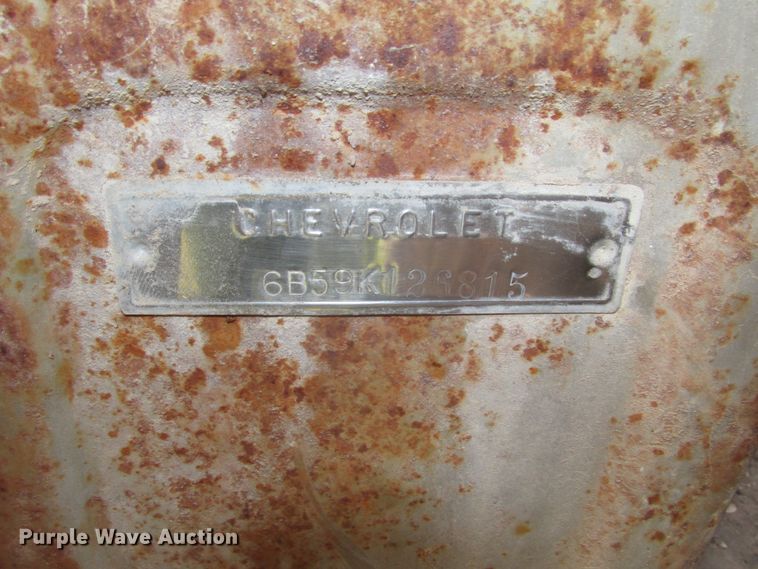 CHEVROLET
6B59K126815
Purple Wave Auction